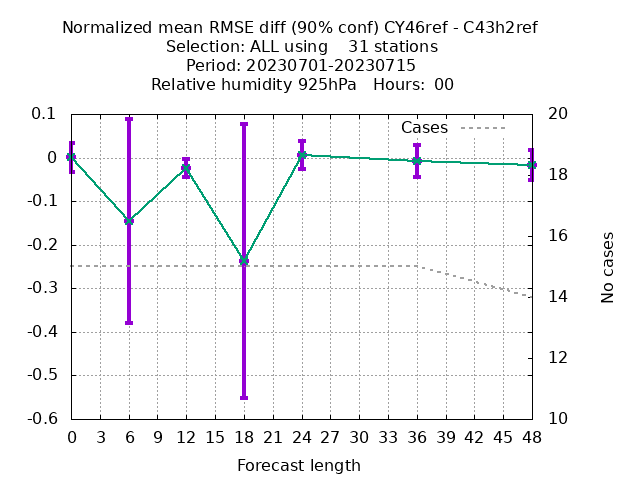 Normalized mean RMSE diff (90% conf) CY46ref - C43h2ref
Selection: ALL using    31 stations
Period: 20230701-20230715
Relative humidity 925hPa   Hours: 00
Cases
0.1
0
-0.1
-0.2
-0.3
-0.4
-0.5
-0.6
20
18
16
14
12
10
No cases
0 3 6 9 12 15 18 21 24 27 30 33 36 39 42 45 48
Forecast length